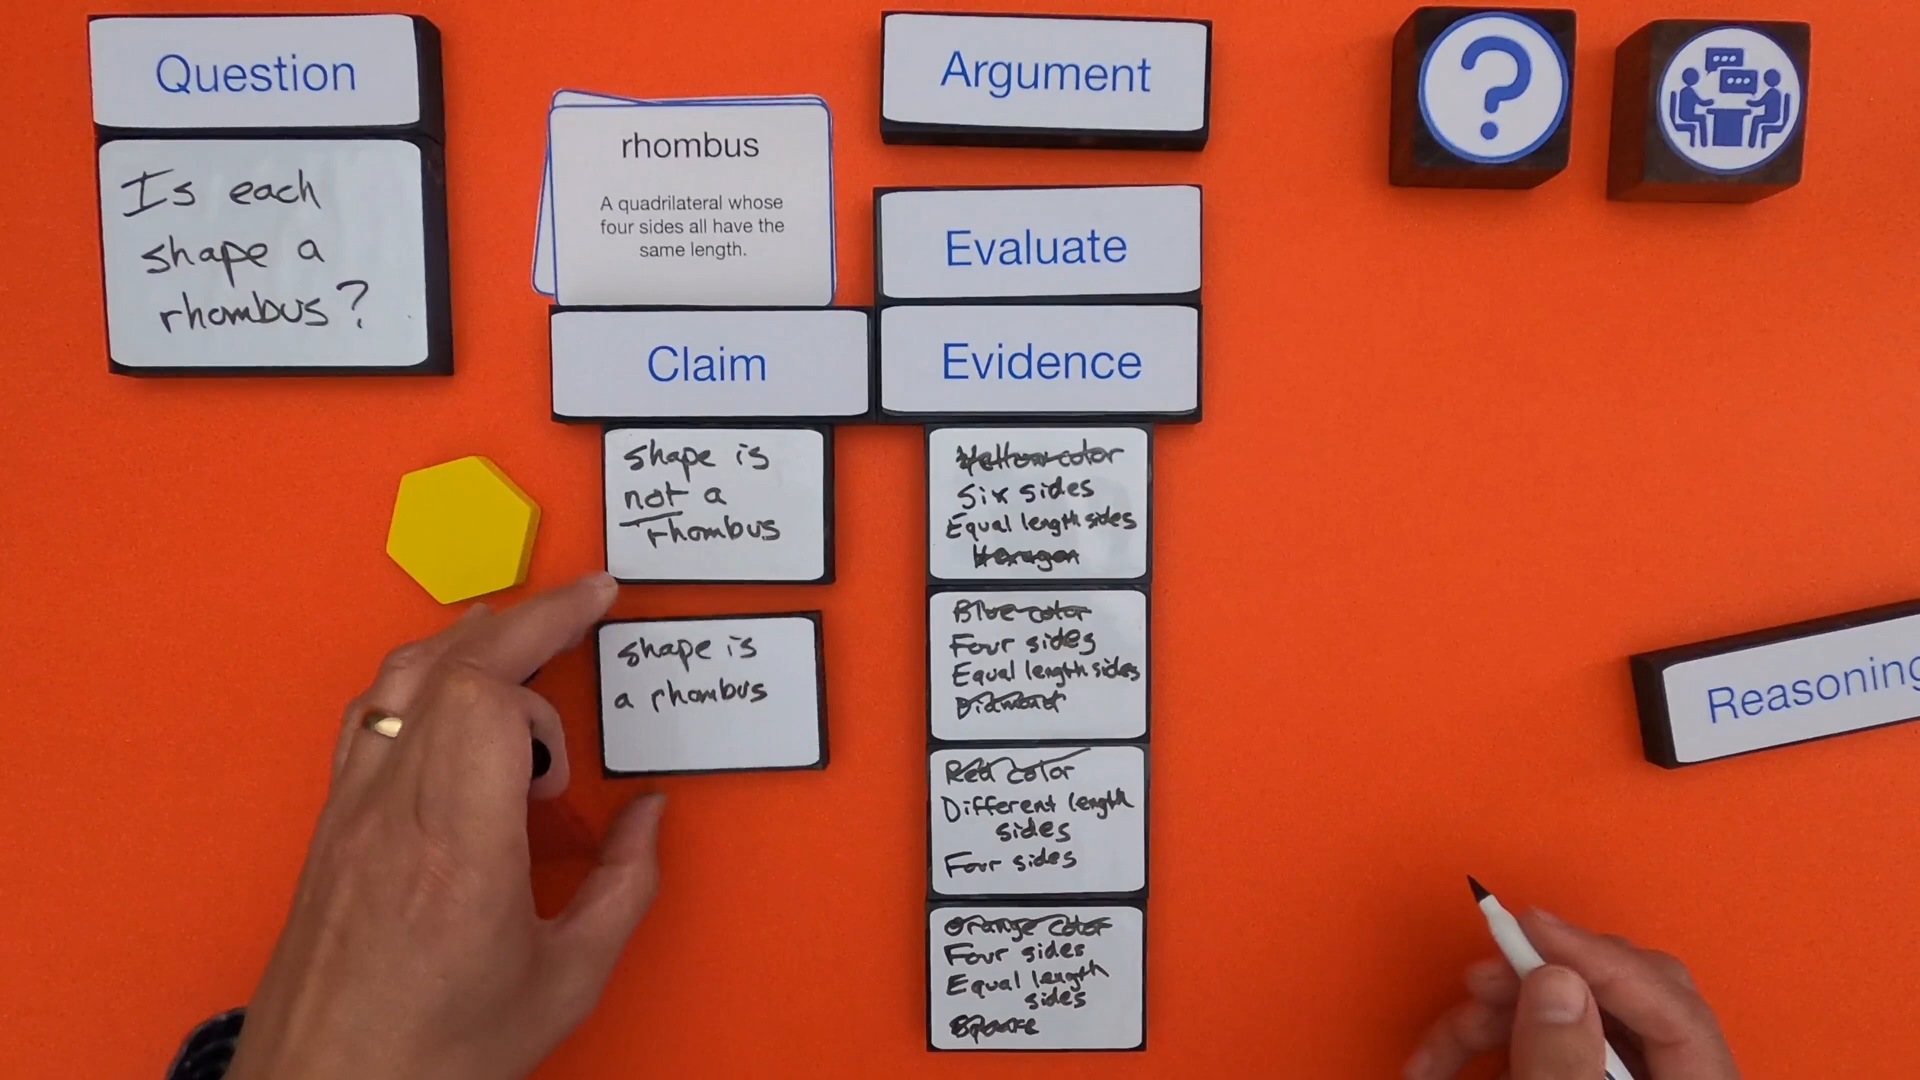 Question
Is each
shape a
rhombus?
rhombus
A quadrilateral whose
four sides all have the
same length.
Argument
Evaluate
Claim
Evidence
shape is
not a
rhombus
shape is
a rhombus
Yellow color
Six sides
Equal length sides
Hexagon
Blue color
Four sides
Equal length sides
Diamond
Red color
Different length
sides
Four sides
Orange color
Four sides
Equal length
sides
Square
Reasoning
?